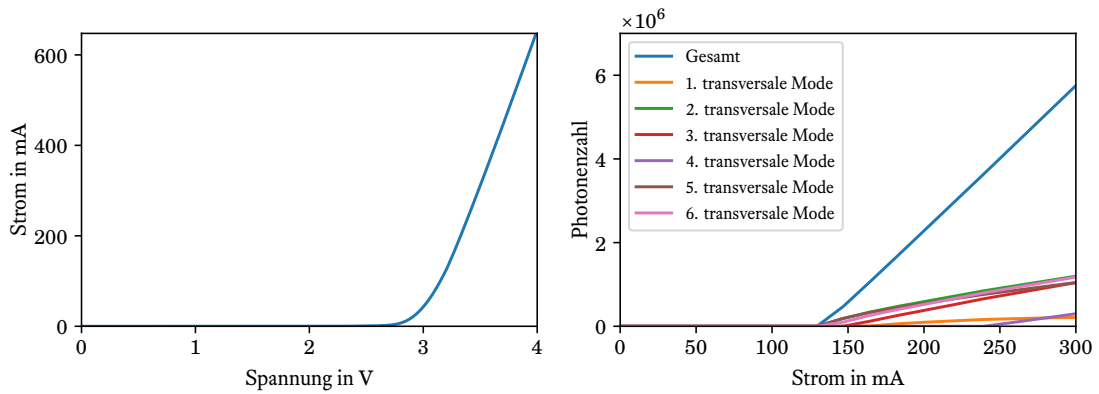 600
400
200
0
Strom in mA
0 1 2 3 4
Spannung in V
×10⁶
6
4
2
0
Photonenzahl
Gesamt
1. transversale Mode
2. transversale Mode
3. transversale Mode
4. transversale Mode
5. transversale Mode
6. transversale Mode
0 50 100 150 200 250 300
Strom in mA